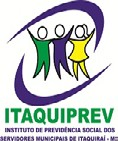 ITAQUIPREV
INSTITUTO DE PREVIDÊNCIA SOCIAL DOS
SERVIDORES MUNICIPAIS DE ITAQUIRAÍ - MS